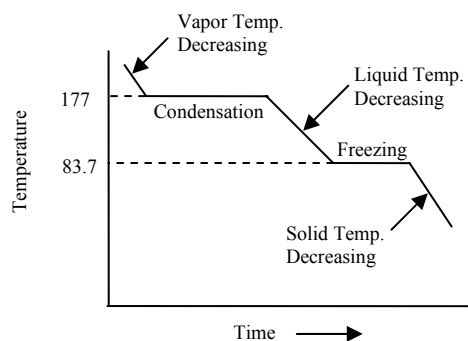 Vapor Temp.
Decreasing
Liquid Temp.
Decreasing
177
Condensation
Freezing
83.7
Temperature
Solid Temp.
Decreasing
Time